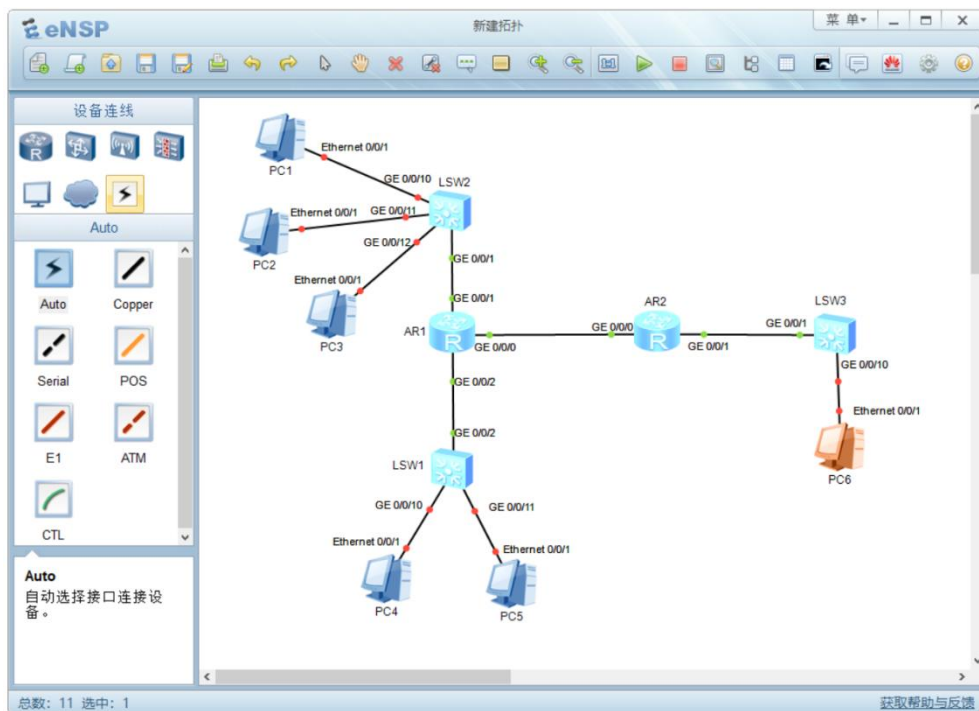 eNSP
新建拓扑
菜 单
设备连线
R
Auto
Auto
Copper
Serial
POS
E1
ATM
CTL
Auto
自动选择接口连接设
备。
PC1
Ethernet 0/0/1
GE 0/0/10
LSW2
PC2
Ethernet 0/0/1
GE 0/0/11
PC3
Ethernet 0/0/1
GE 0/0/12
GE 0/0/1
GE 0/0/1
AR1
R
GE 0/0/0
GE 0/0/0
AR2
R
GE 0/0/1
GE 0/0/1
LSW3
GE 0/0/10
Ethernet 0/0/1
PC6
GE 0/0/2
GE 0/0/2
LSW1
GE 0/0/10
GE 0/0/11
Ethernet 0/0/1
Ethernet 0/0/1
PC4
PC5
总数: 11 选中: 1
获取帮助与反馈